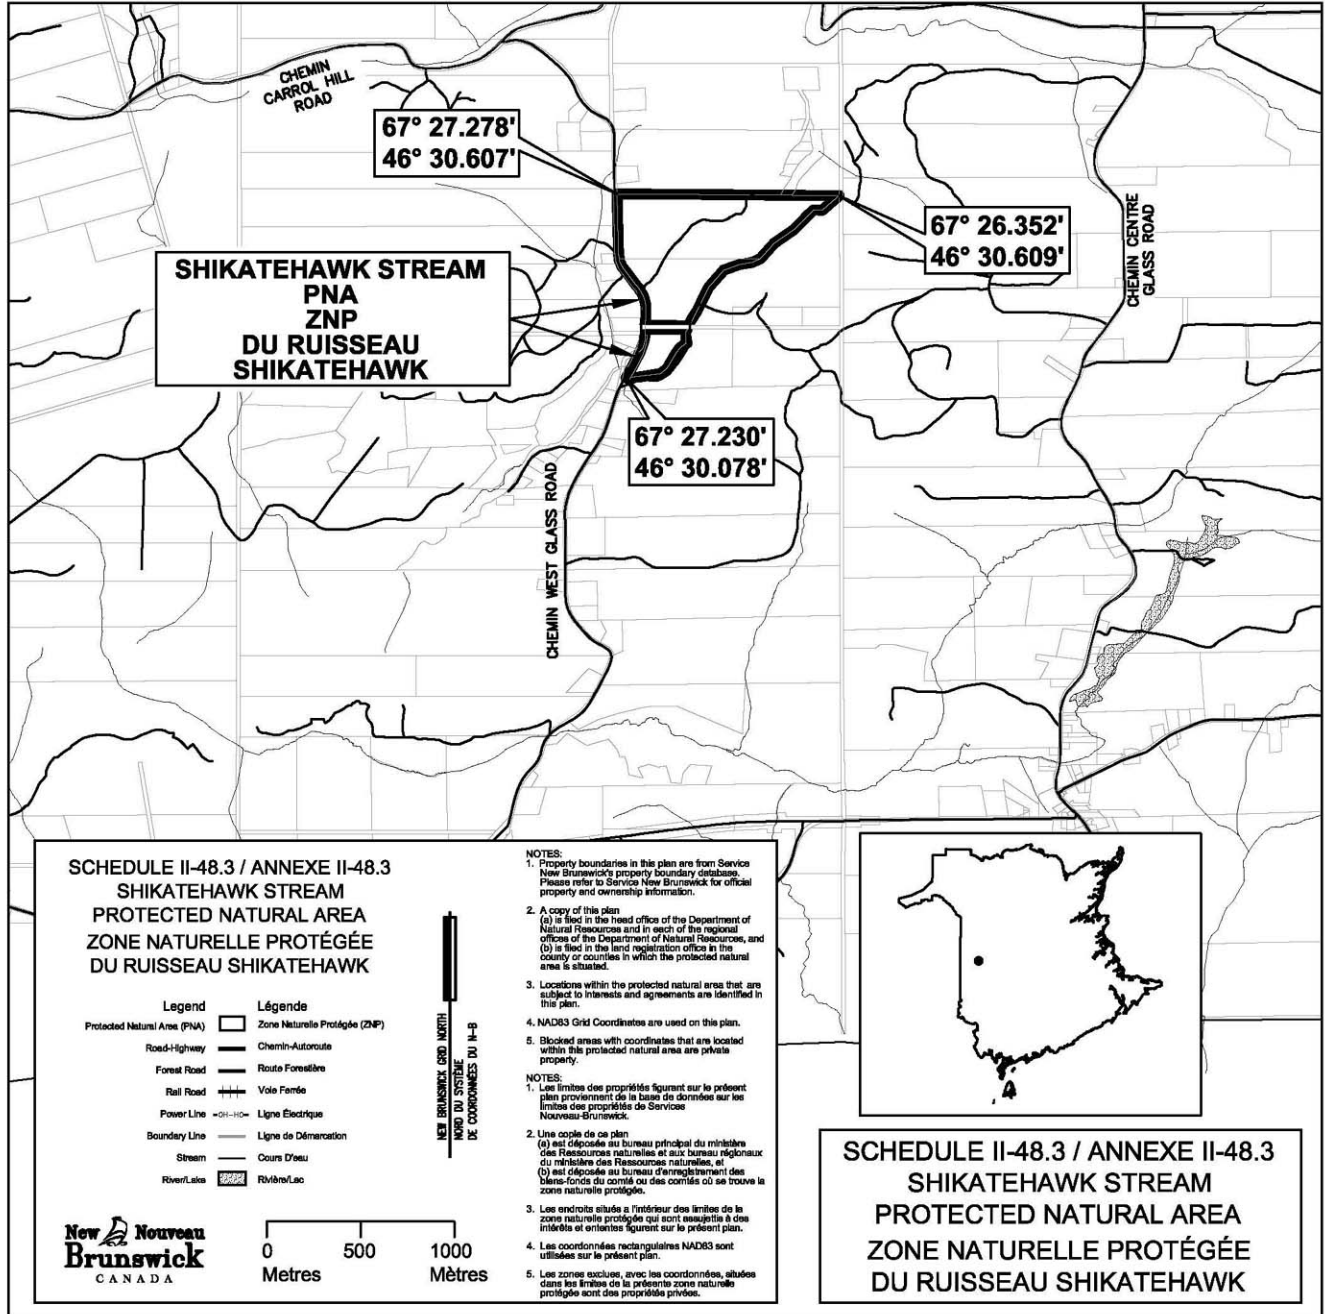 CHEMIN
CARROL HILL
ROAD
67° 27.278'
46° 30.607'
67° 26.352'
46° 30.609'
CHEMIN CENTRE
GLASS ROAD
SHIKATEHAWK STREAM
PNA
ZNP
DU RUISSEAU
SHIKATEHAWK
67° 27.230'
46° 30.078'
CHEMIN WEST GLASS ROAD
SCHEDULE II-48.3 / ANNEXE II-48.3
SHIKATEHAWK STREAM
PROTECTED NATURAL AREA
ZONE NATURELLE PROTÉGÉE
DU RUISSEAU SHIKATEHAWK
Legend Légende
Protected Natural Area (PNA) Zone Naturelle Protégée (ZNP)
Road-Highway Chemin-Autoroute
Forest Road Route Forestière
Rail Road Voie Ferrée
Power Line -OH-HO- Ligne Électrique
Boundary Line Ligne de Démarcation
Stream Cours D'eau
River/Lake Rivière/Lac
NEW BRUNSWICK GRID NORTH
NORD DU SYSTÈME
DE COORDONNÉES DU N-B
New Nouveau
Brunswick
CANADA
0 500 1000
Metres Mètres
NOTES:
1. Property boundaries in this plan are from Service
New Brunswick's property boundary database.
Please refer to Service New Brunswick for official
property and ownership information.
2. A copy of this plan
(a) is filed in the head office of the Department of
Natural Resources and in each of the regional
offices of the Department of Natural Resources, and
(b) is filed in the land registration office in the
county or counties in which the protected natural
area is situated.
3. Locations within the protected natural area that are
subject to interests and agreements are identified in
this plan.
4. NAD83 Grid Coordinates are used on this plan.
5. Blocked areas with coordinates that are located
within this protected natural area are private
property.
NOTES:
1. Les limites des propriétés figurant sur le présent
plan proviennent de la base de données sur les
limites des propriétés de Services
Nouveau-Brunswick.
2. Une copie de ce plan
(a) est déposée au bureau principal du ministère
des Ressources naturelles et aux bureau régionaux
du ministère des Ressources naturelles, et
(b) est déposée au bureau d'enregistrement des
biens-fonds du comté ou des comtés où se trouve la
zone naturelle protégée.
3. Les endroits situés a l'intérieur des limites de la
zone naturelle protégée qui sont assujettis à des
intérêts et ententes figurent sur le présent plan.
4. Les coordonnées rectangulaires NAD83 sont
utilisées sur le présent plan.
5. Les zones exclues, avec les coordonnées, situées
dans les limites de la présente zone naturelle
protégée sont des propriétés privées.
SCHEDULE II-48.3 / ANNEXE II-48.3
SHIKATEHAWK STREAM
PROTECTED NATURAL AREA
ZONE NATURELLE PROTÉGÉE
DU RUISSEAU SHIKATEHAWK